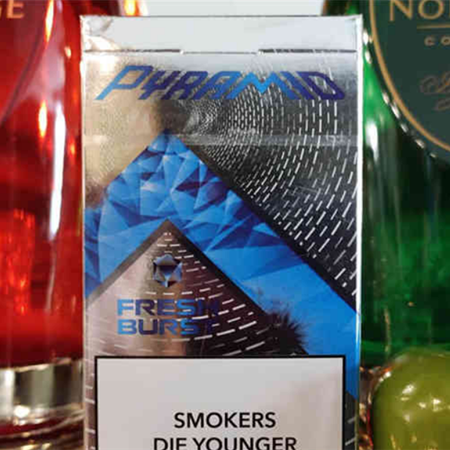 PYRAMID
FRESH
BURST
SMOKERS
DIE YOUNGER